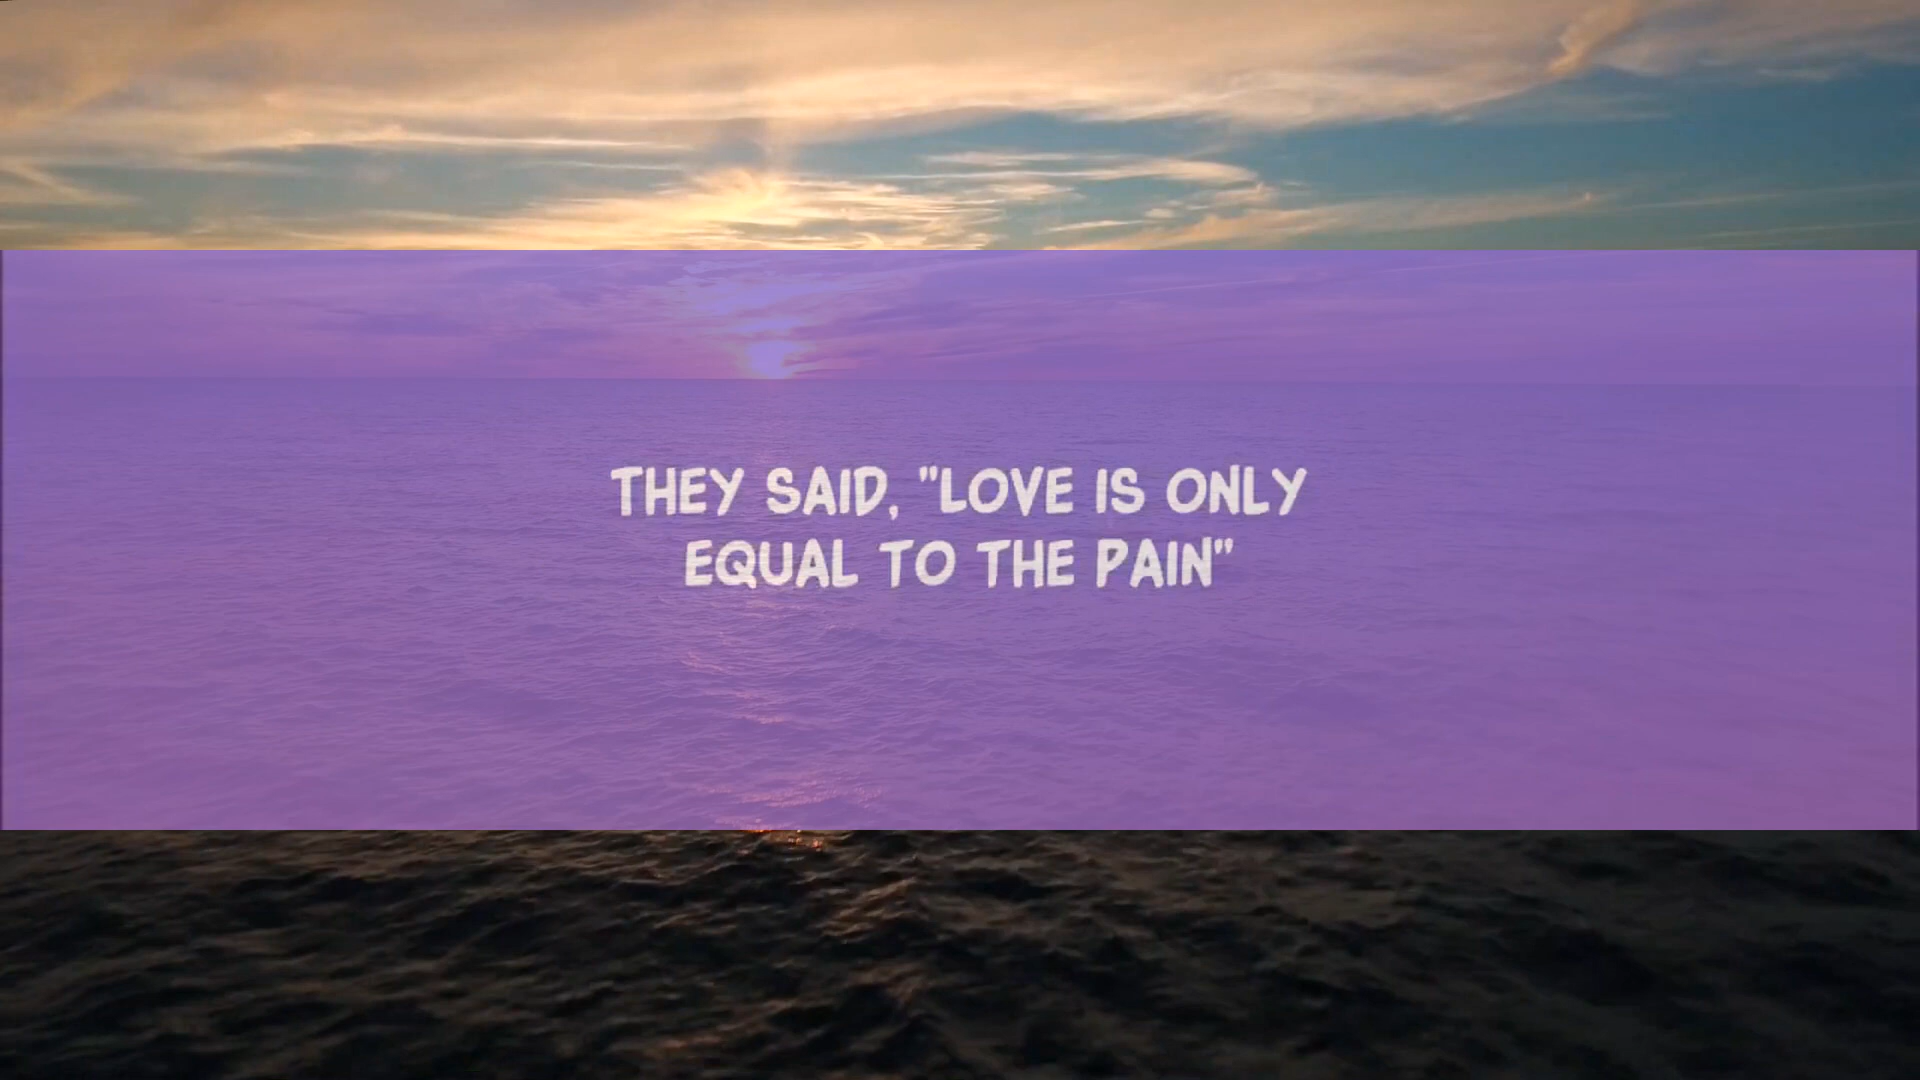 THEY SAID, "LOVE IS ONLY
EQUAL TO THE PAIN"